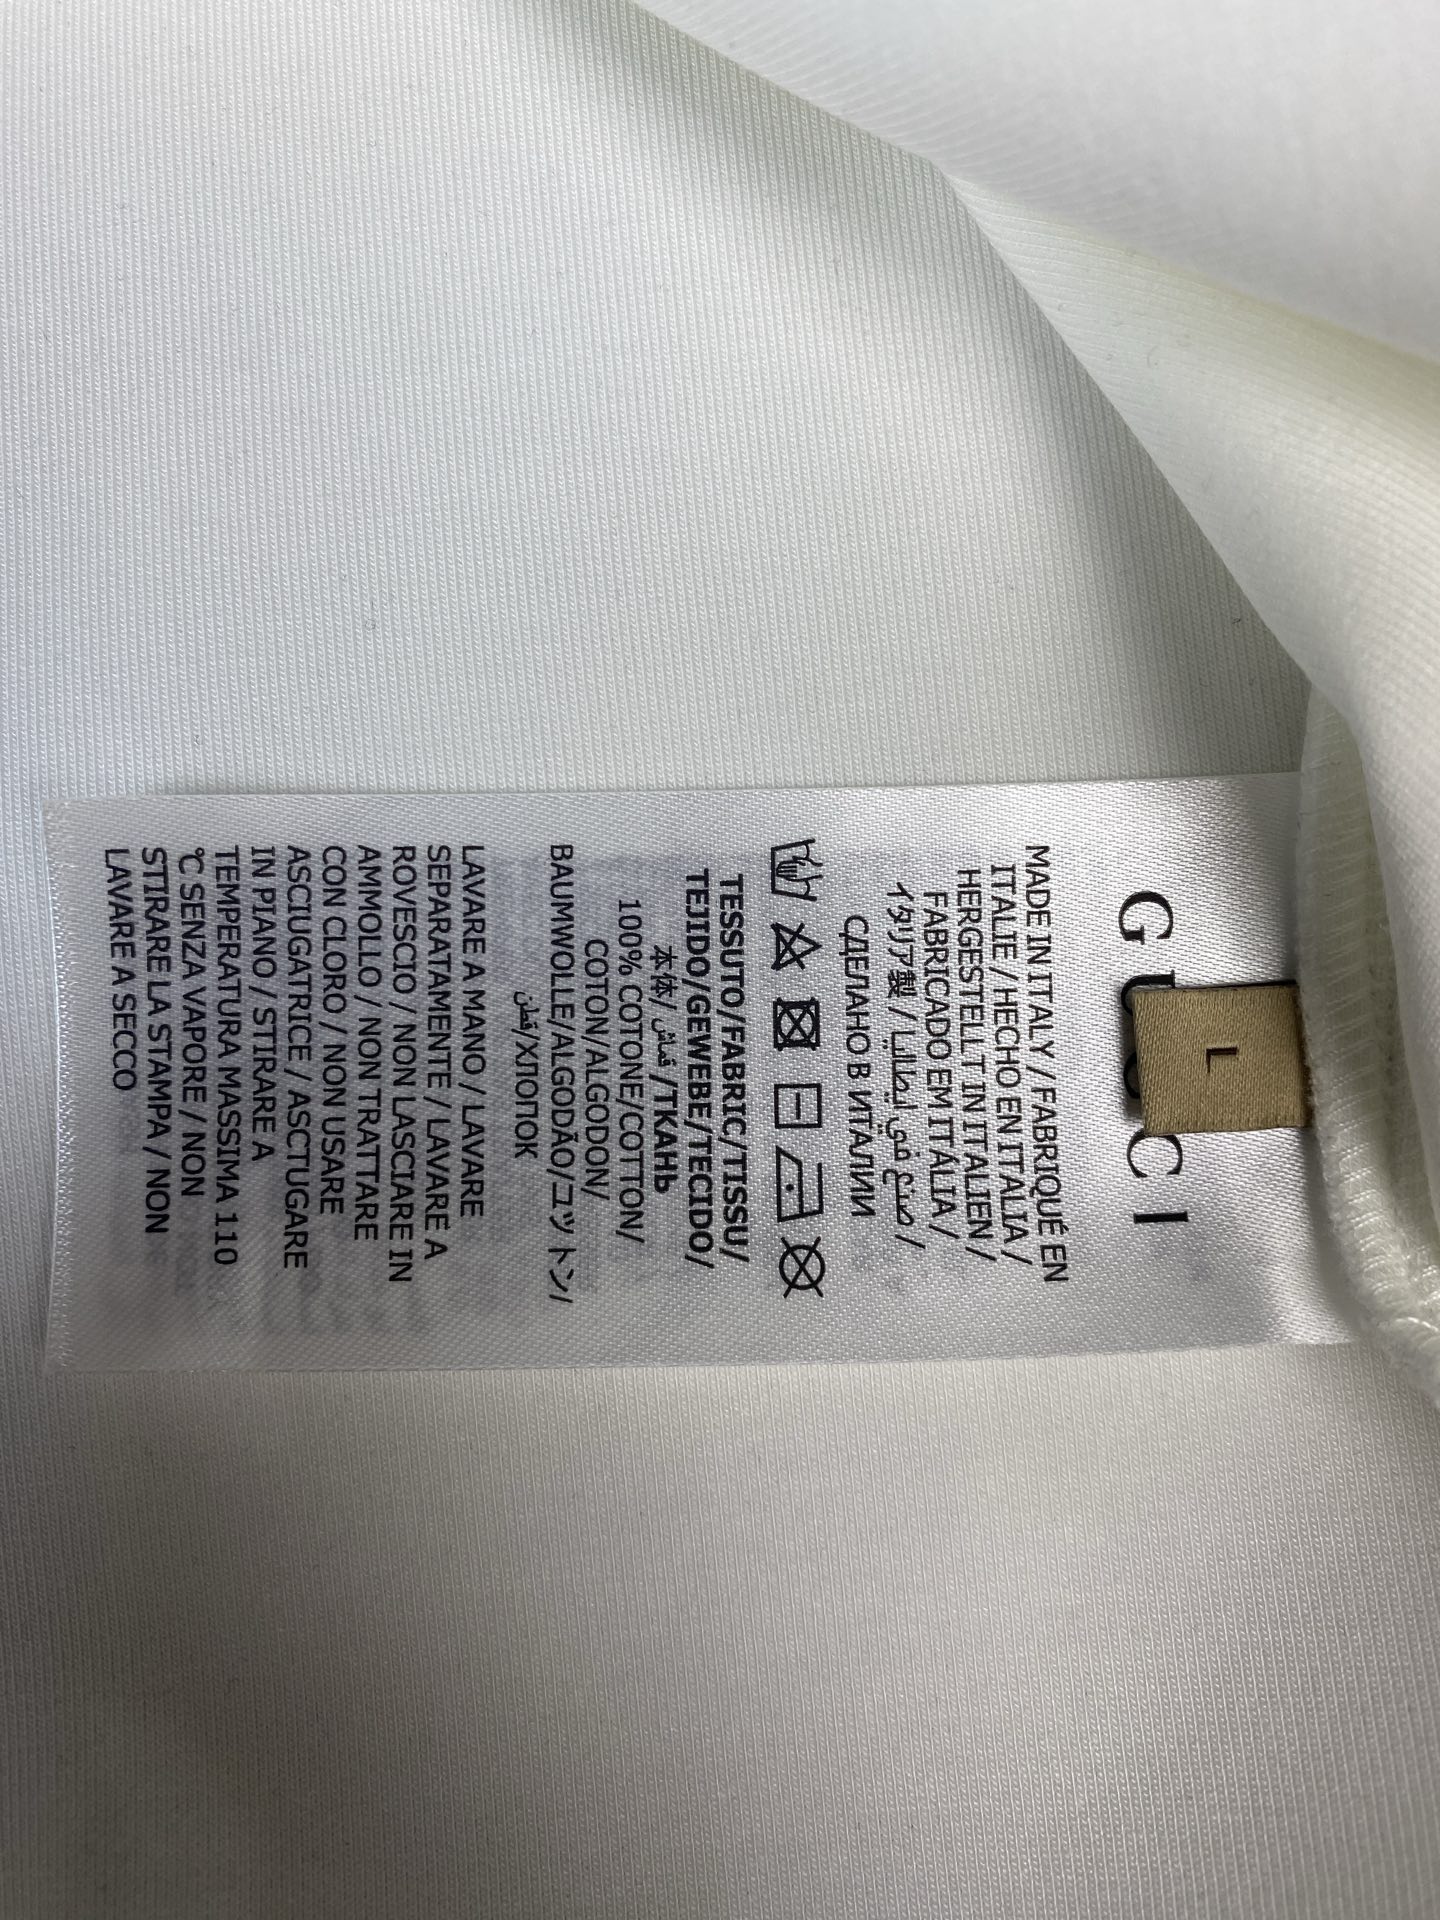 L
GUCCI
MADE IN ITALY / FABRIQUÉ EN
ITALIE / HECHO EN ITALIA /
HERGESTELLT IN ITALIEN /
FABRICADO EM ITÁLIA /
イタリア製 / صنع في إيطاليا /
СДЕЛАНО В ИТАЛИИ
TESSUTO/FABRIC/TISSU/
TEJIDO/GEWEBE/TECIDO/
本体/ قماش /ТКАНЬ
100% COTTONE/COTTON/
COTON/ALGODON/
BAUMWOLLE/ALGODÃO/コットン/
قطن/ХЛОПОК
LAVARE A MANO / LAVARE
SEPARATAMENTE / LAVARE A
ROVESCIO / NON LASCIARE IN
AMMOLLO / NON TRATTARE
CON CLORO / NON USARE
ASCIUGATRICE / ASCTUGARE
IN PIANO / STIRARE A
TEMPERATURA MASSIMA 110
℃ SENZA VAPORE / NON
STIRARE LA STAMPA / NON
LAVARE A SECCO